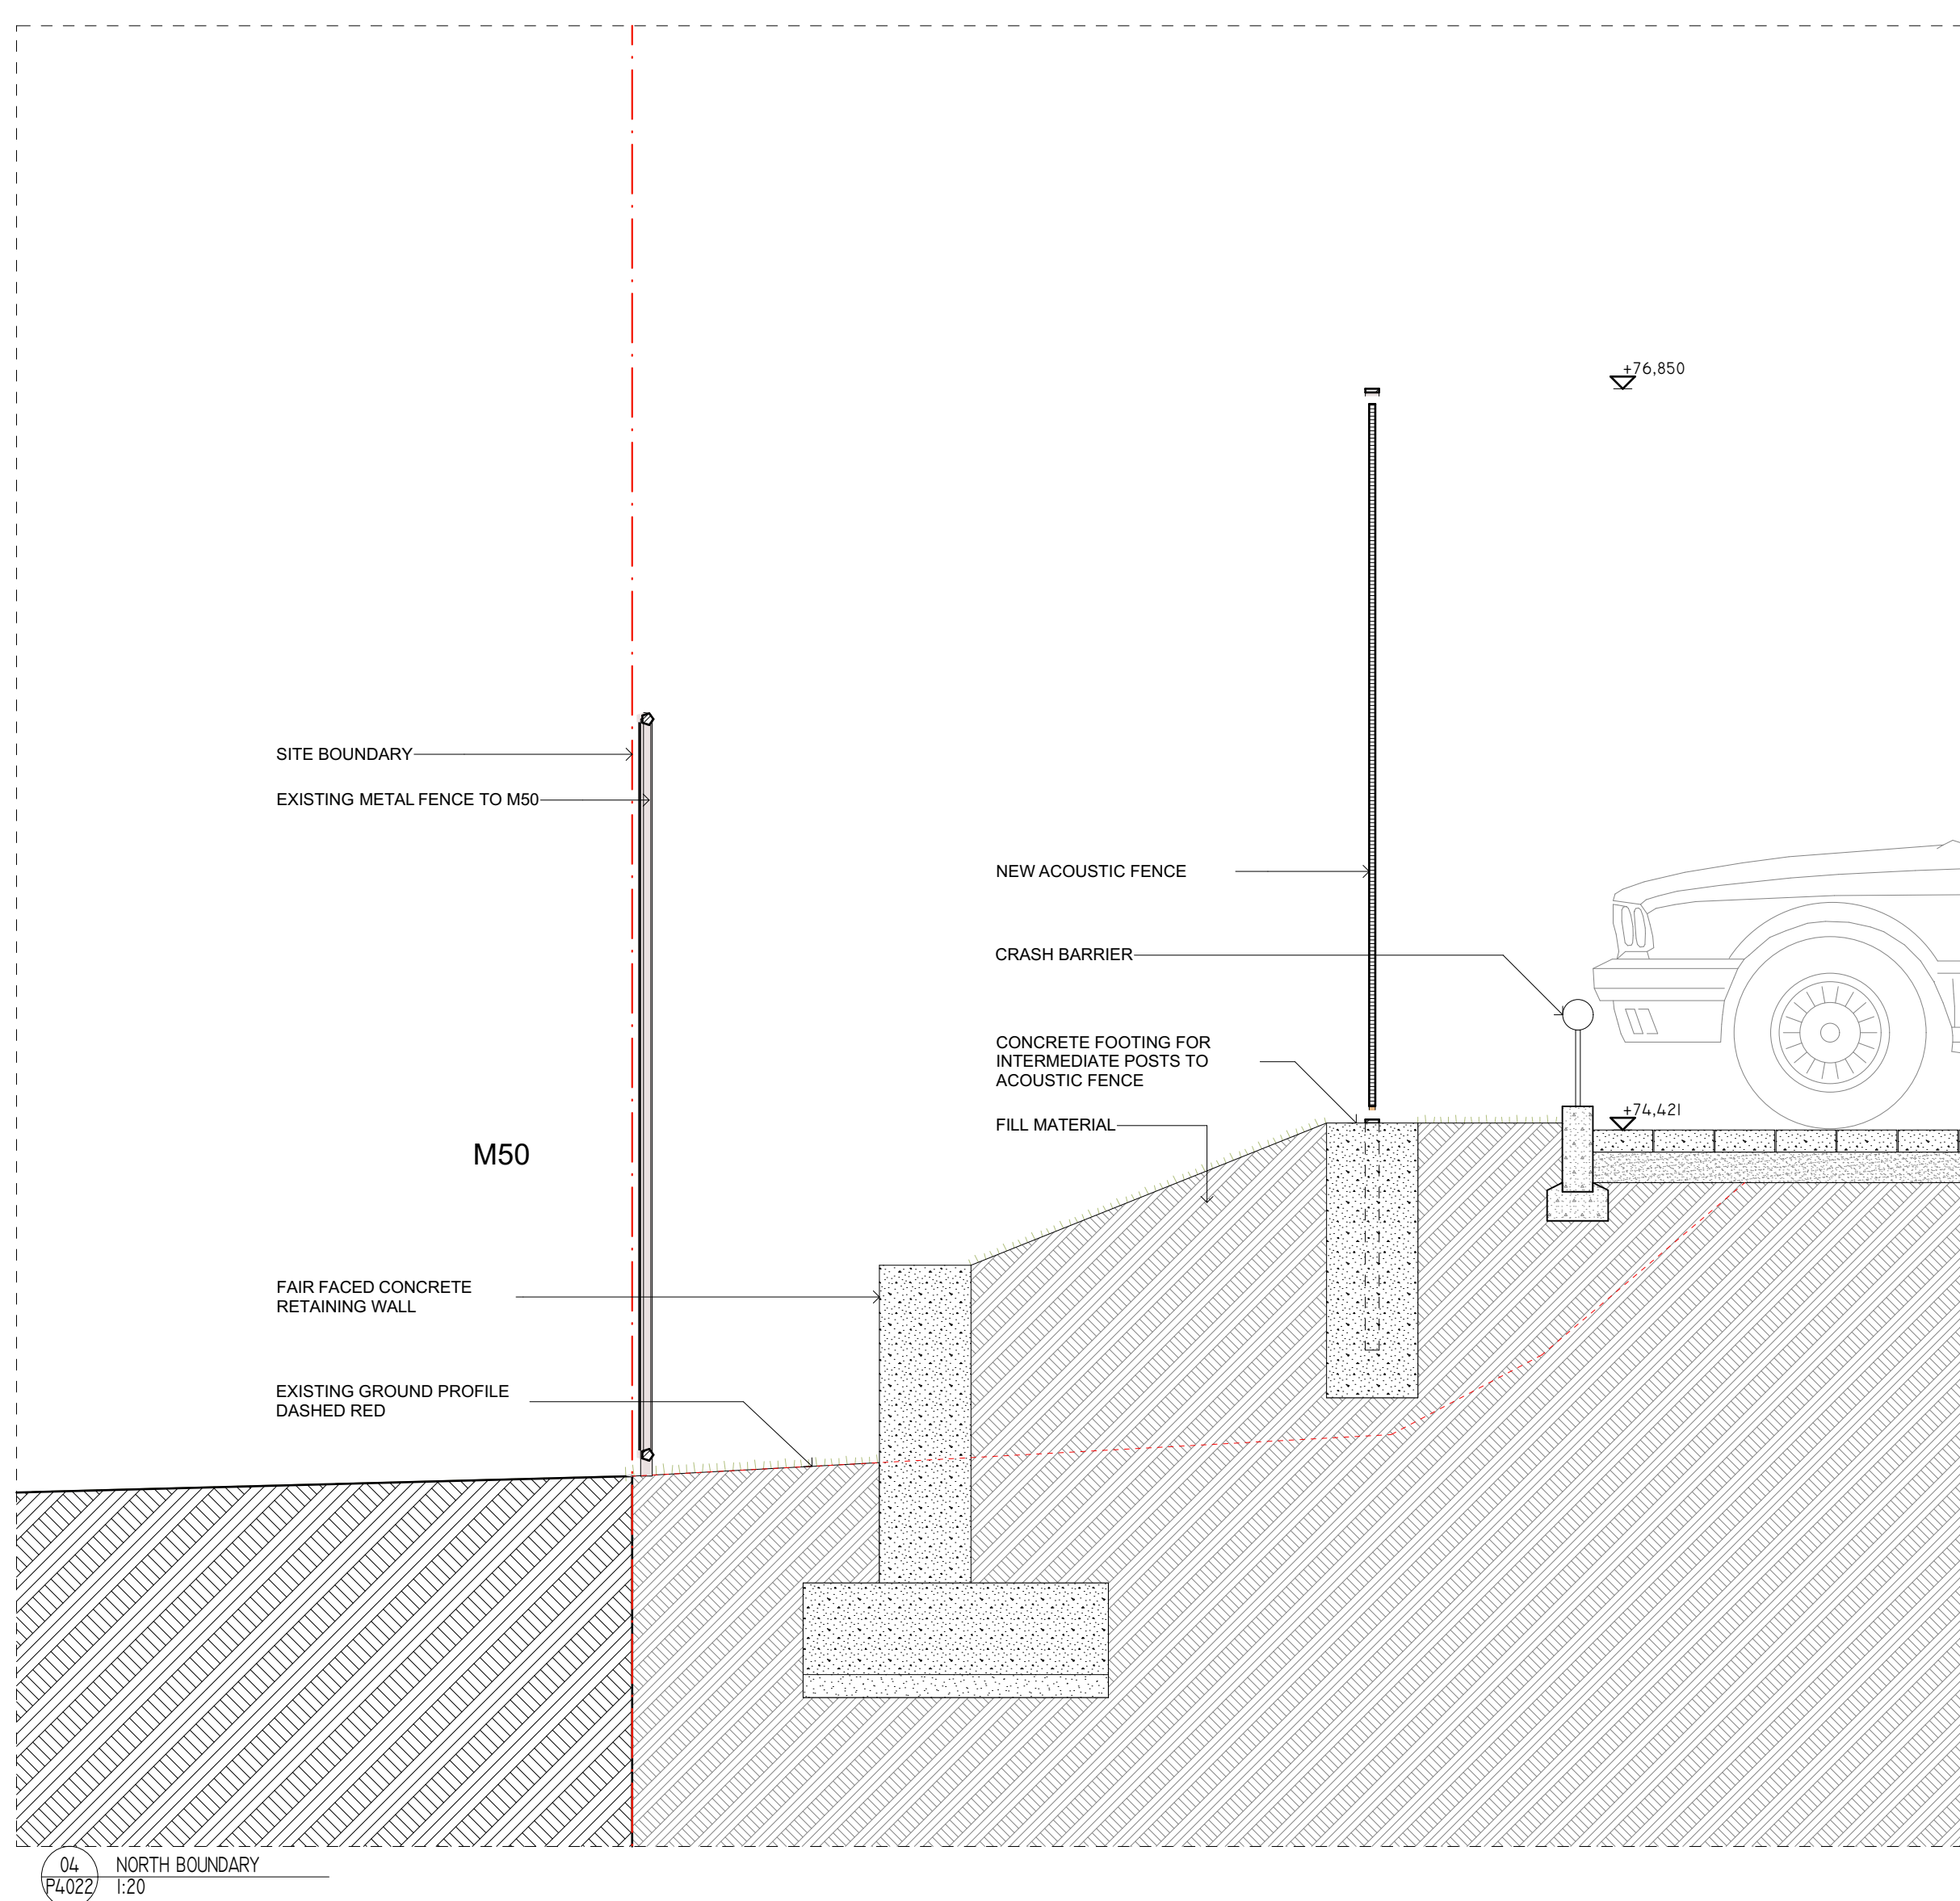 +76,850
SITE BOUNDARY
EXISTING METAL FENCE TO M50
NEW ACOUSTIC FENCE
CRASH BARRIER
CONCRETE FOOTING FOR
INTERMEDIATE POSTS TO
ACOUSTIC FENCE
+74,421
FILL MATERIAL
M50
FAIR FACED CONCRETE
RETAINING WALL
EXISTING GROUND PROFILE
DASHED RED
04
NORTH BOUNDARY
P4022
1:20